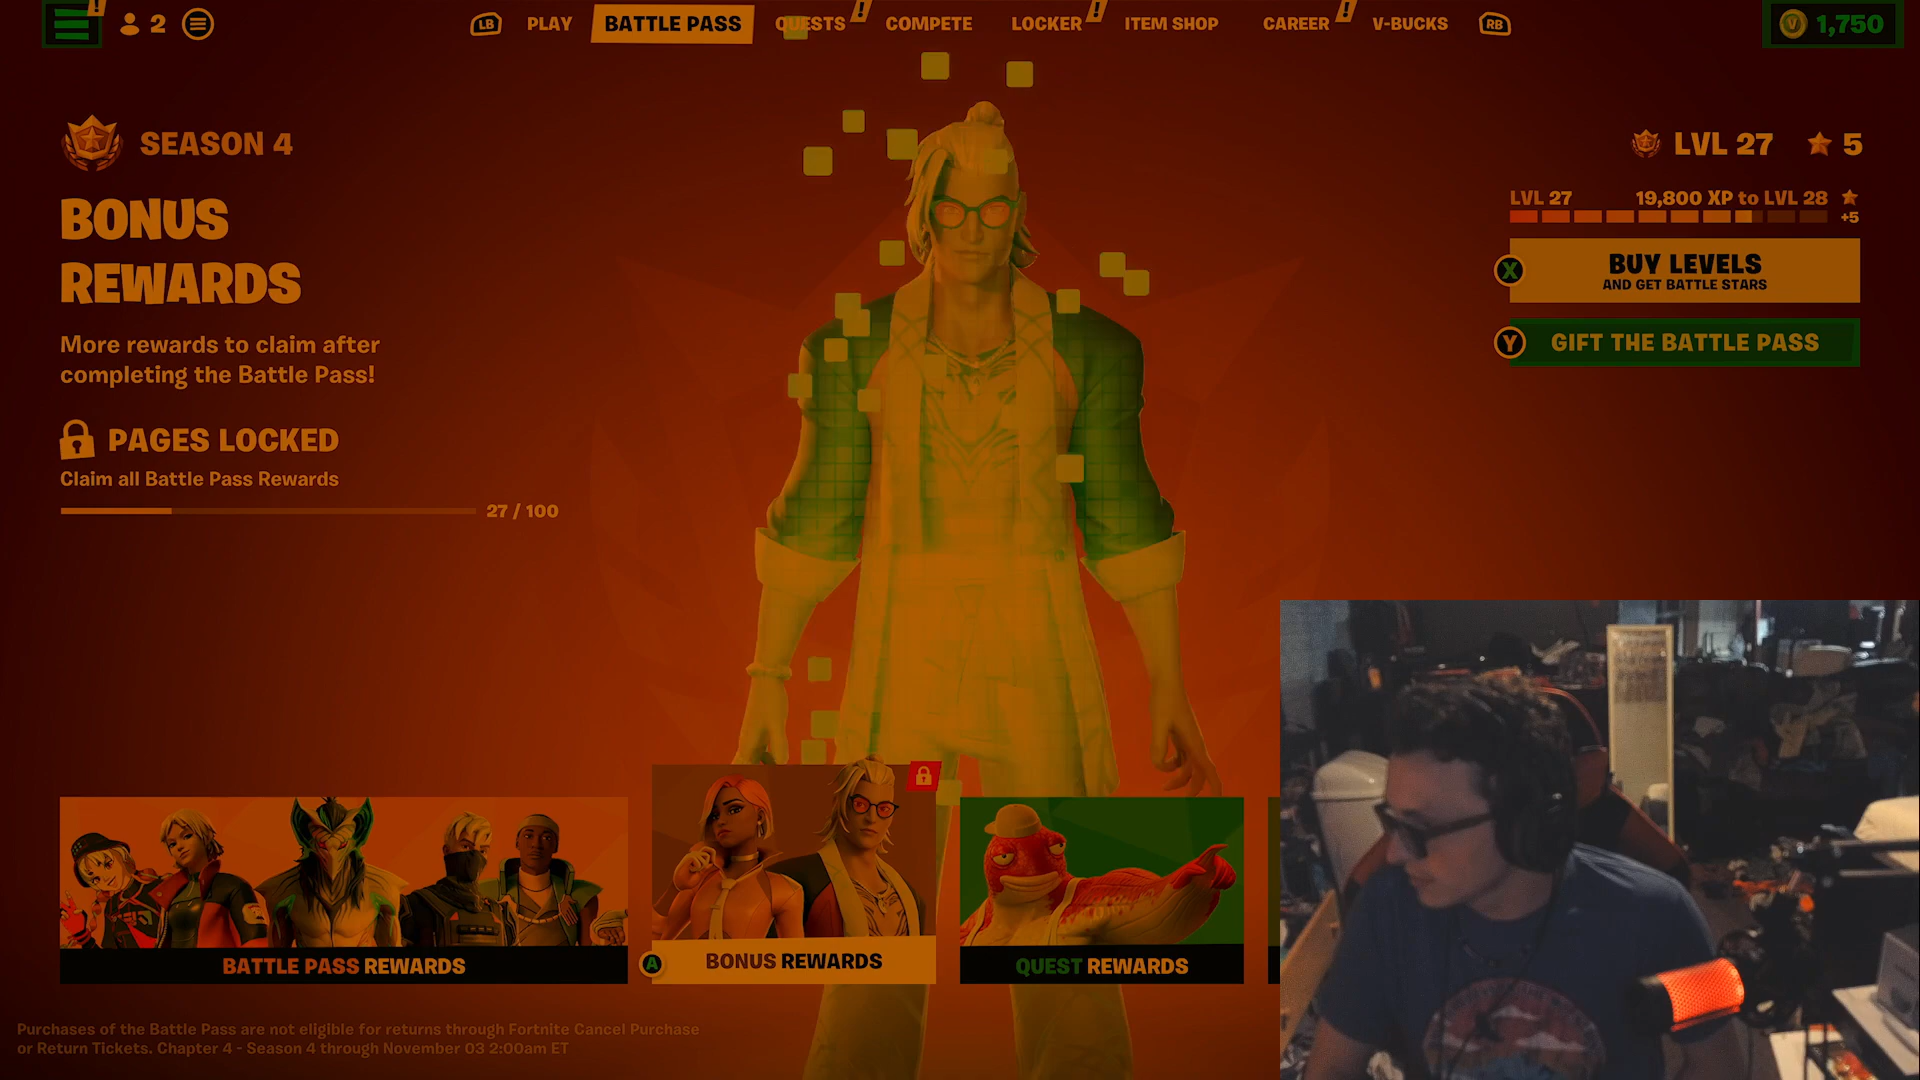 !
2
LB
PLAY
BATTLE PASS
QUESTS
!
COMPETE
LOCKER
!
ITEM SHOP
CAREER
!
V-BUCKS
RB
V
1,750
SEASON 4
BONUS
REWARDS
More rewards to claim after
completing the Battle Pass!
PAGES LOCKED
Claim all Battle Pass Rewards
27 / 100
LVL 27
5
LVL 27
19,800 XP to LVL 28
+5
X
BUY LEVELS
AND GET BATTLE STARS
Y
GIFT THE BATTLE PASS
BATTLE PASS REWARDS
A
BONUS REWARDS
QUEST REWARDS
Purchases of the Battle Pass are not eligible for returns through Fortnite Cancel Purchase
or Return Tickets. Chapter 4 - Season 4 through November 03 2:00am ET